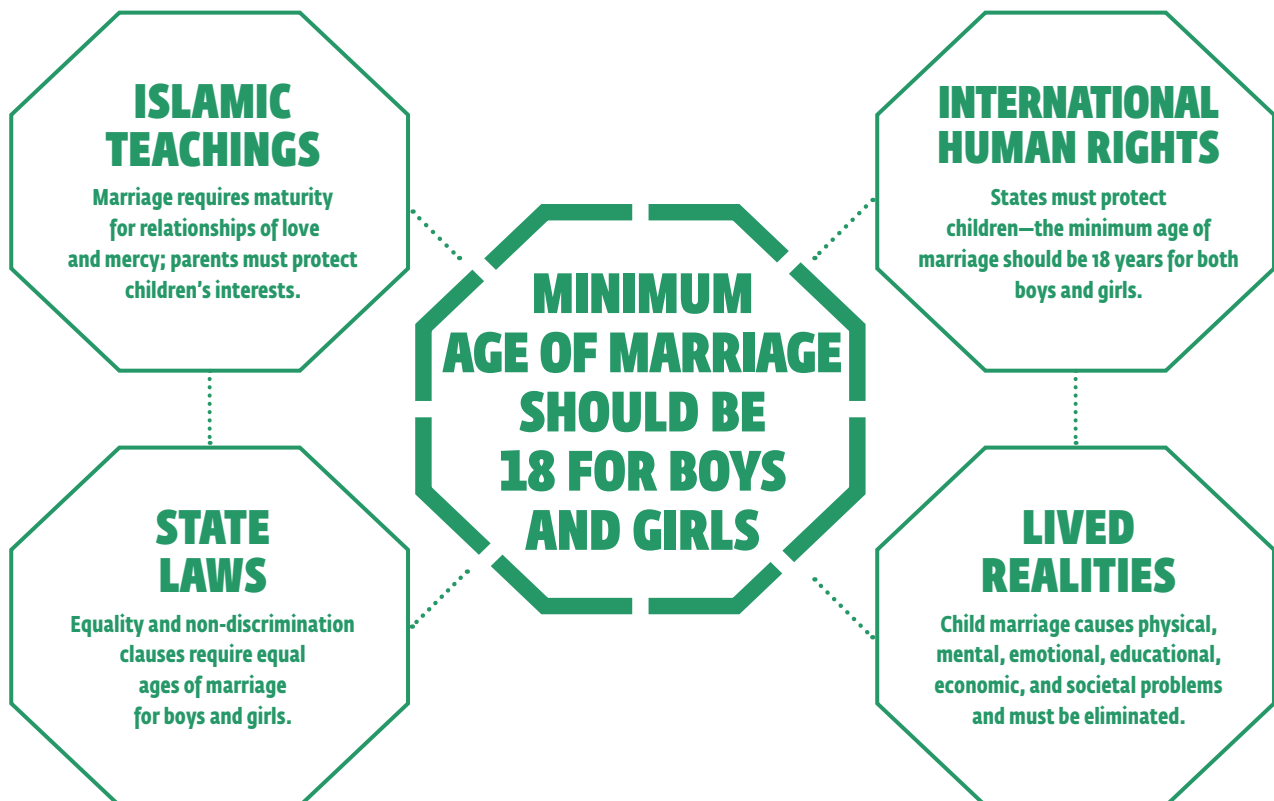 ISLAMIC
TEACHINGS
Marriage requires maturity
for relationships of love
and mercy; parents must protect
children's interests.
INTERNATIONAL
HUMAN RIGHTS
States must protect
children—the minimum age of
marriage should be 18 years for both
boys and girls.
MINIMUM
AGE OF MARRIAGE
SHOULD BE
18 FOR BOYS
AND GIRLS
STATE
LAWS
Equality and non-discrimination
clauses require equal
ages of marriage
for boys and girls.
LIVED
REALITIES
Child marriage causes physical,
mental, emotional, educational,
economic, and societal problems
and must be eliminated.